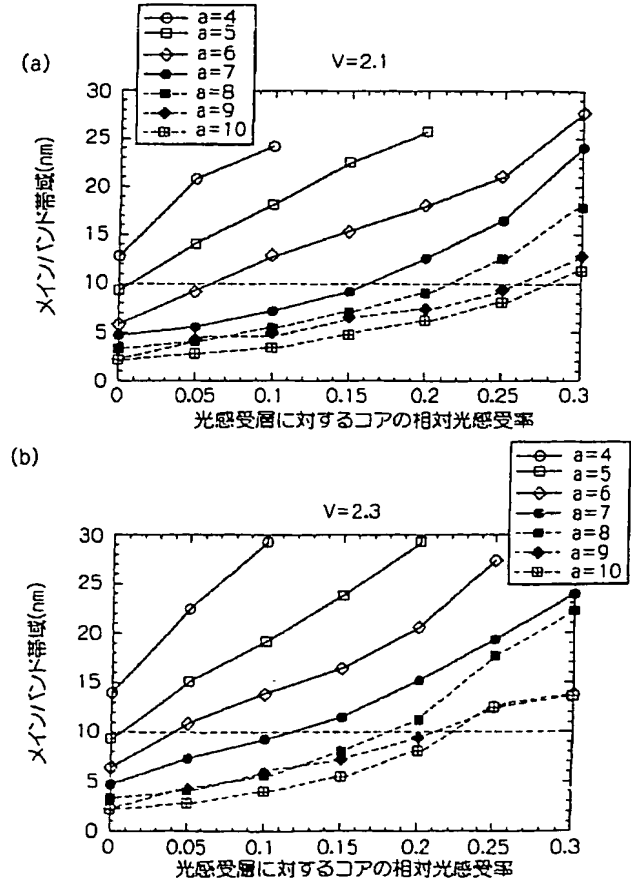 (a)
a=4
a=5
a=6
a=7
a=8
a=9
a=10
V=2.1
メインバンド帯域(nm)
30
25
20
15
10
5
0
0 0.05 0.1 0.15 0.2 0.25 0.3
光感受層に対するコアの相対光感受率
(b)
a=4
a=5
a=6
a=7
a=8
a=9
a=10
V=2.3
メインバンド帯域(nm)
30
25
20
15
10
5
0
0 0.05 0.1 0.15 0.2 0.25 0.3
光感受層に対するコアの相対光感受率